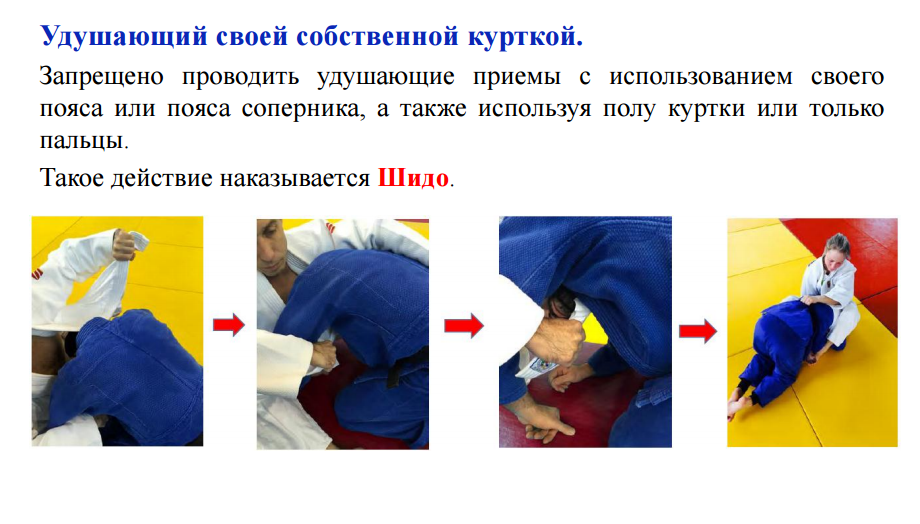 Удушающий своей собственной курткой.
Запрещено проводить удушающие приемы с использованием своего
пояса или пояса соперника, а также используя полу куртки или только
пальцы.
Такое действие наказывается Шидо.